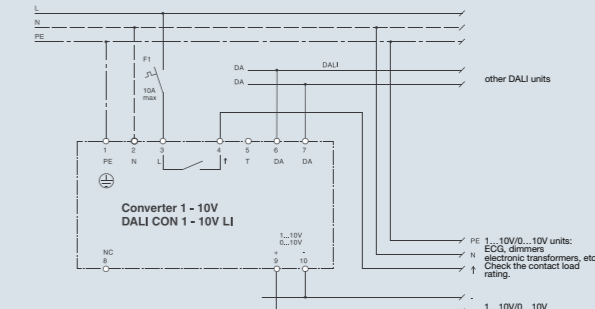 L
N
PE
F1
10A
max
DA DALI
DA
other DALI units
1 2 3 4 5 6 7
PE N L ↑ T DA DA
Converter 1 - 10V
DALI CON 1 - 10V LI
1...10V
0...10V
NC + -
8 9 10
PE 1...10V/0...10V units:
ECG, dimmers
N electronic transformers, etc
↑ Check the contact load
rating.
-
1...10V/0...10V